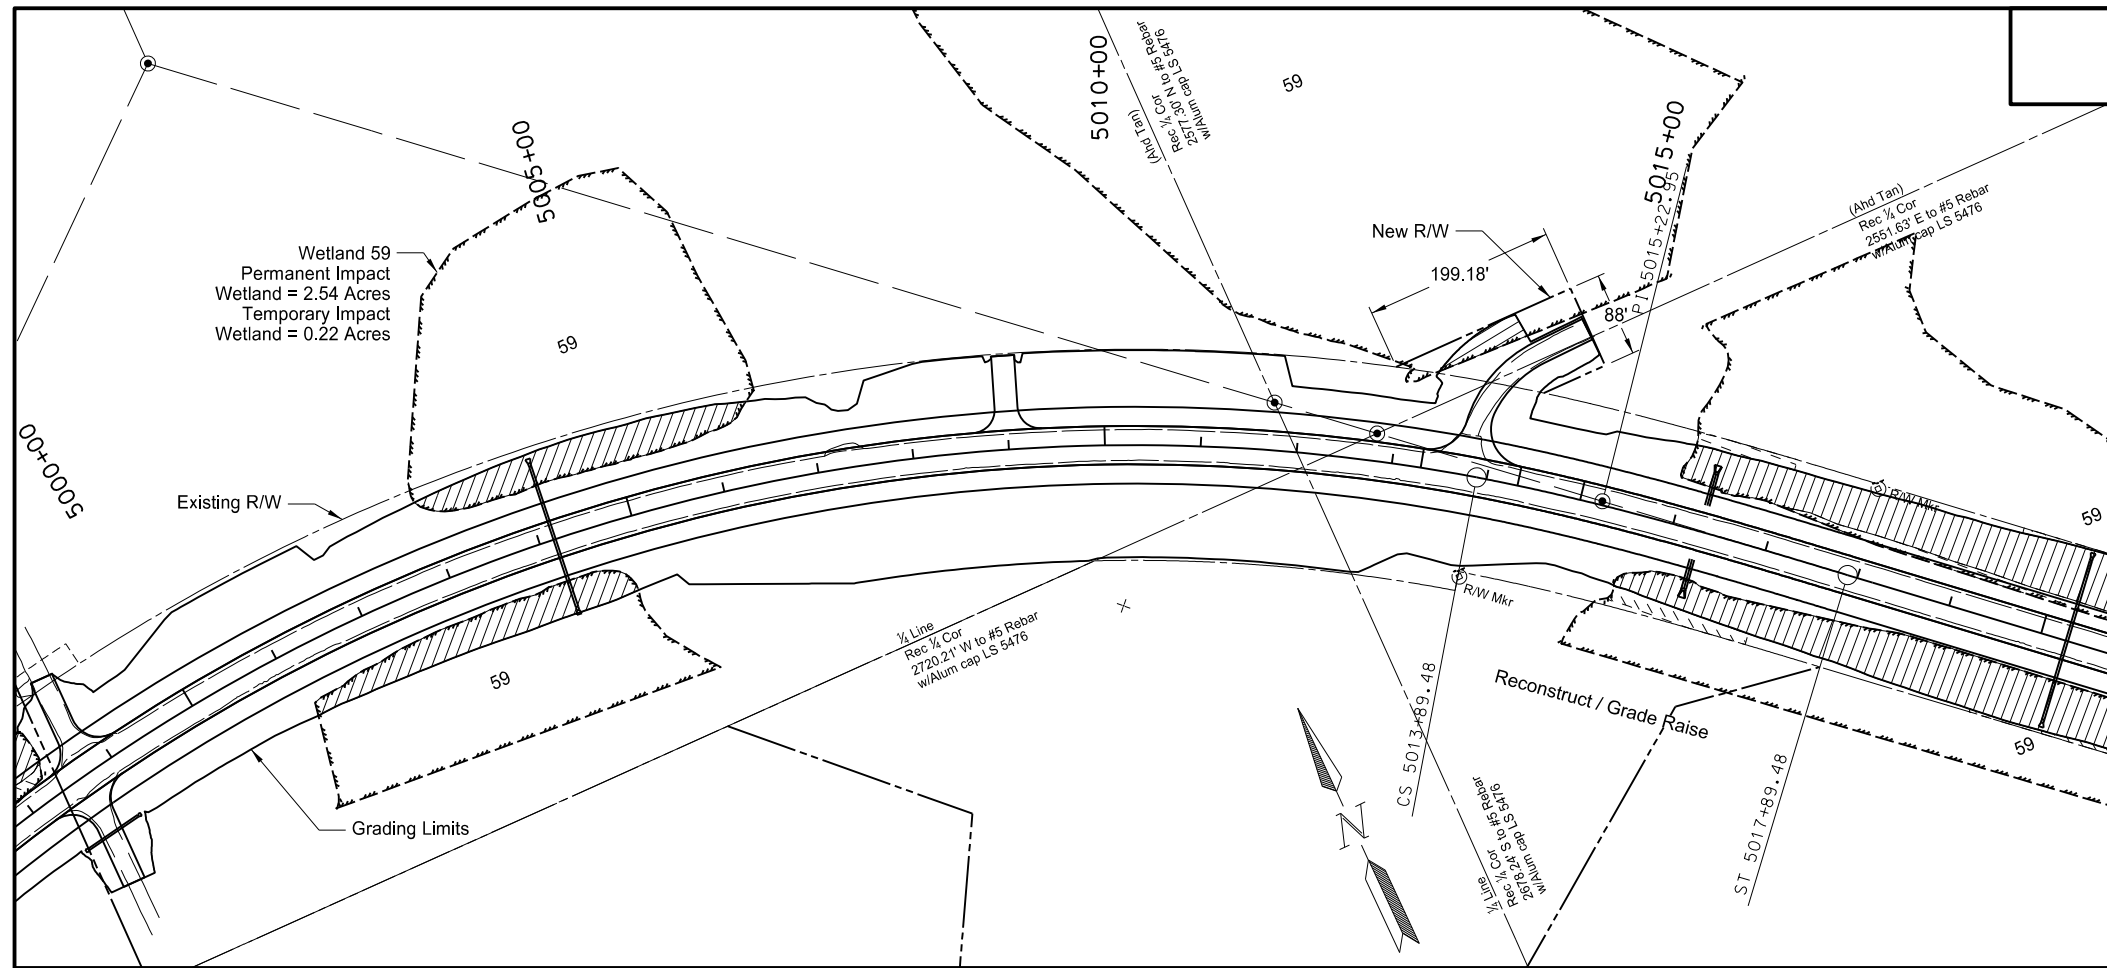 5000+00
5005+00
5010+00
5015+00
(Ahd Tan)
Rec ¼ Cor
2577.30' N to #5 Rebar
w/Alum cap LS 5476
59
PI 5015+22.95
(Ahd Tan)
Rec ¼ Cor
2551.63' E to #5 Rebar
w/Alum cap LS 5476
New R/W
199.18'
88'
Wetland 59
Permanent Impact
Wetland = 2.54 Acres
Temporary Impact
Wetland = 0.22 Acres
59
Existing R/W
R/W Mkr
59
R/W Mkr
¼ Line
Rec ¼ Cor
2720.21' W to #5 Rebar
w/Alum cap LS 5476
59
Reconstruct / Grade Raise
CS 5013+89.48
59
ST 5017+89.48
Grading Limits
N
¼ Line
Rec ¼ Cor
2678.24' S to #5 Rebar
w/Alum cap LS 5476